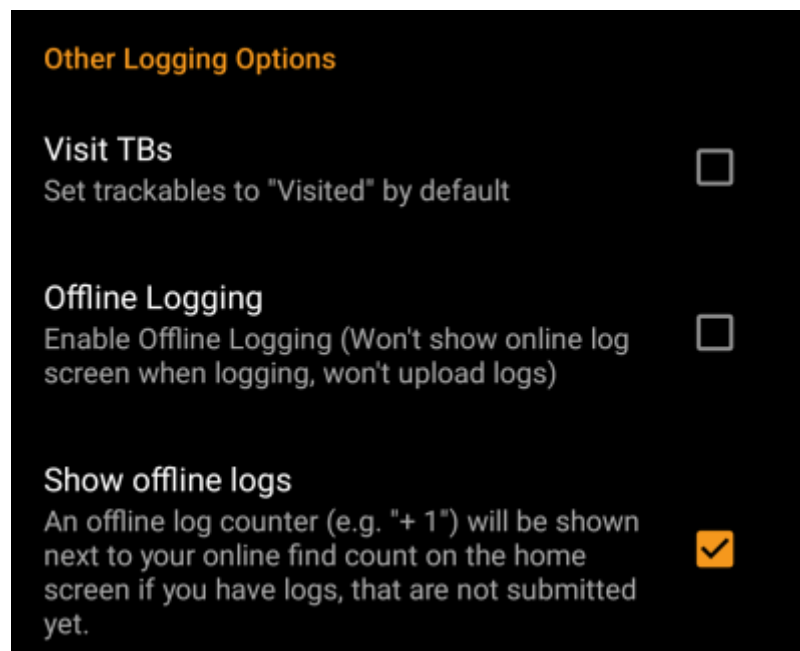 Other Logging Options
Visit TBs
Set trackables to "Visited" by default
Offline Logging
Enable Offline Logging (Won't show online log
screen when logging, won't upload logs)
Show offline logs
An offline log counter (e.g. "+ 1") will be shown
next to your online find count on the home
screen if you have logs, that are not submitted
yet.